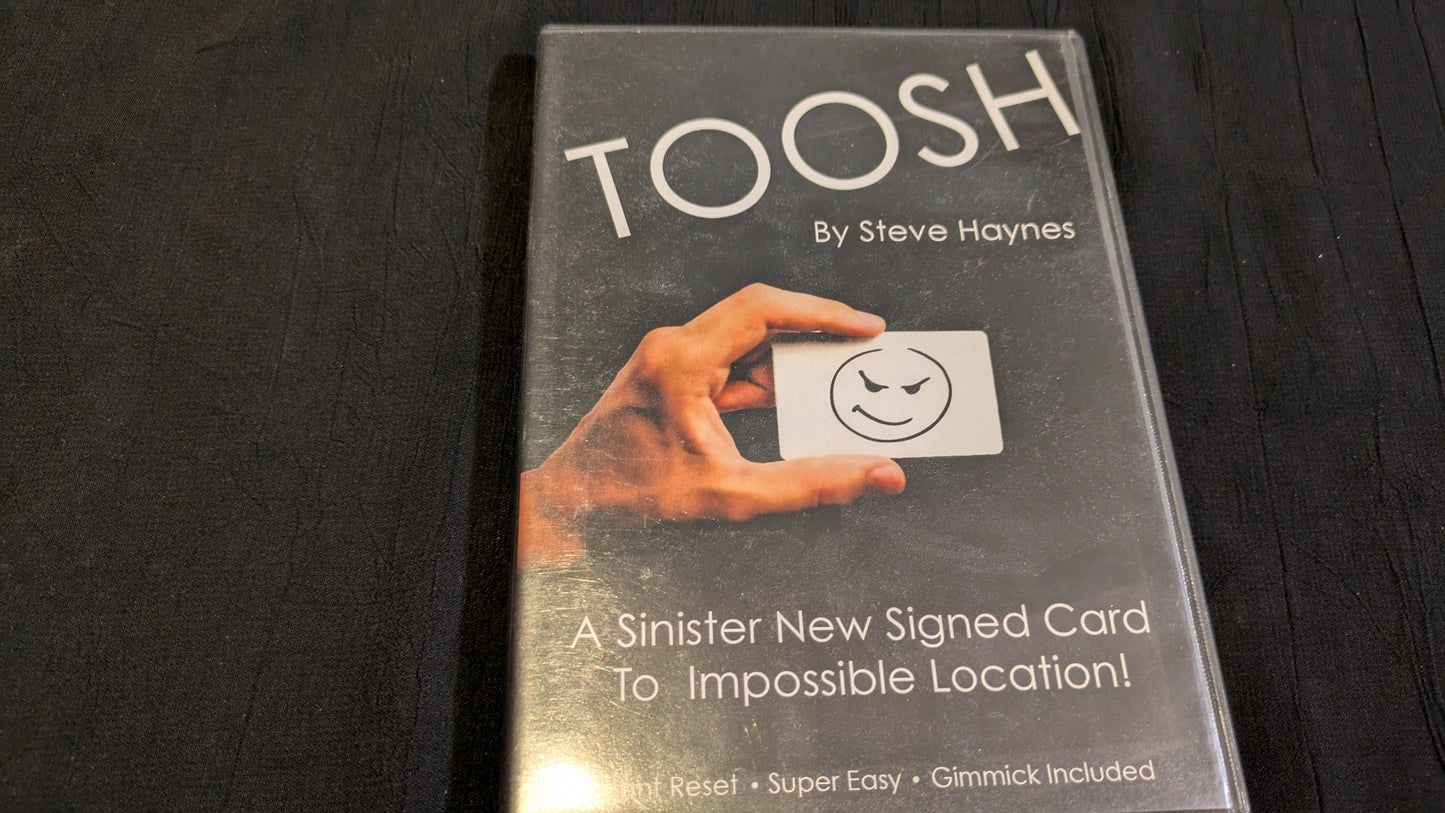 TOOSH
By Steve Haynes
A Sinister New Signed Card
To Impossible Location!
Reset • Super Easy • Gimmick Included